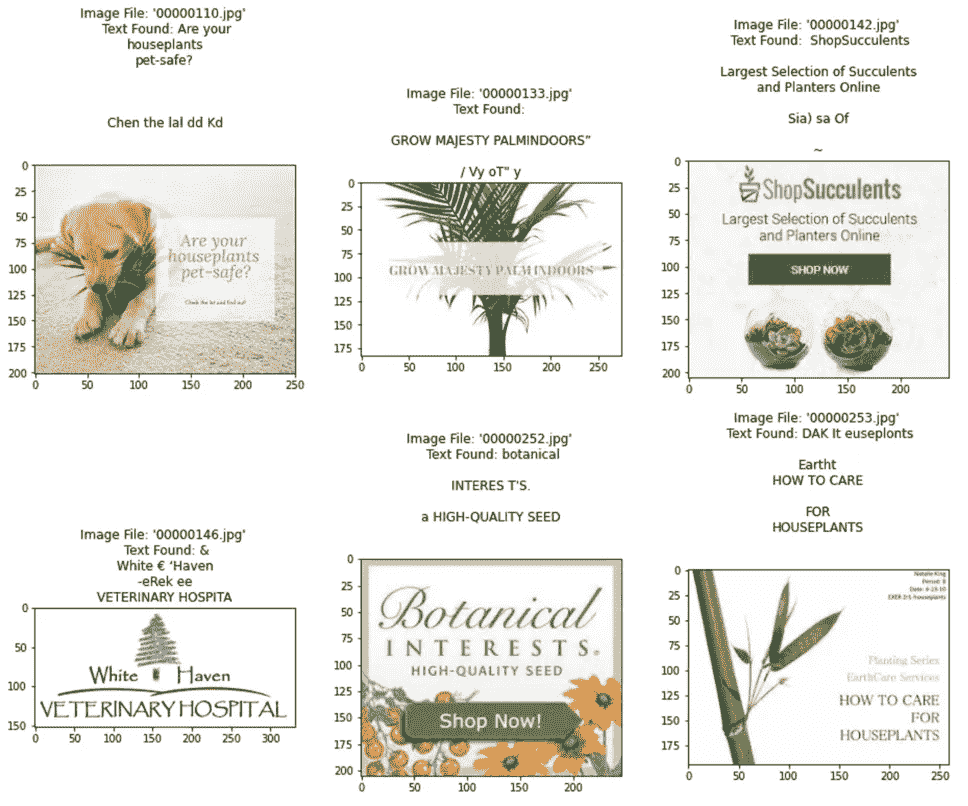 Image File: '00000110.jpg'
Text Found: Are your
houseplants
pet-safe?
Chen the lal dd Kd
0
25
50
75
100
125
150
175
200
Are your
houseplants
pet-safe?
Check the list and find out!
0 50 100 150 200 250
Image File: '00000133.jpg'
Text Found:
GROW MAJESTY PALMINDOORS”
/ Vy oT" y
0
25
50
75
100
125
150
175
GROW MAJESTY PALM INDOORS
0 50 100 150 200 250
Image File: '00000142.jpg'
Text Found: ShopSucculents
Largest Selection of Succulents
and Planters Online
Sia) sa Of
~
0
50
100
150
200
ShopSucculents
Largest Selection of Succulents
and Planters Online
SHOP NOW
0 50 100 150 200
Image File: '00000146.jpg'
Text Found: &
White € ‘Haven
-eRek ee
VETERINARY HOSPITA
0
50
100
150
White Haven
VETERINARY HOSPITAL
0 50 100 150 200 250 300
Image File: '00000252.jpg'
Text Found: botanical
INTERES T'S.
a HIGH-QUALITY SEED
0
25
50
75
100
125
150
175
200
Botanical
INTERESTS®
HIGH-QUALITY SEED
Shop Now!
0 50 100 150 200
Image File: '00000253.jpg'
Text Found: DAK It euseplonts
Eartht
HOW TO CARE
FOR
HOUSEPLANTS
0
25
50
75
100
125
150
175
Natalie King
Period: 8
Planting Series
EarthCare Services
HOW TO CARE
FOR
HOUSEPLANTS
0 50 100 150 200 250